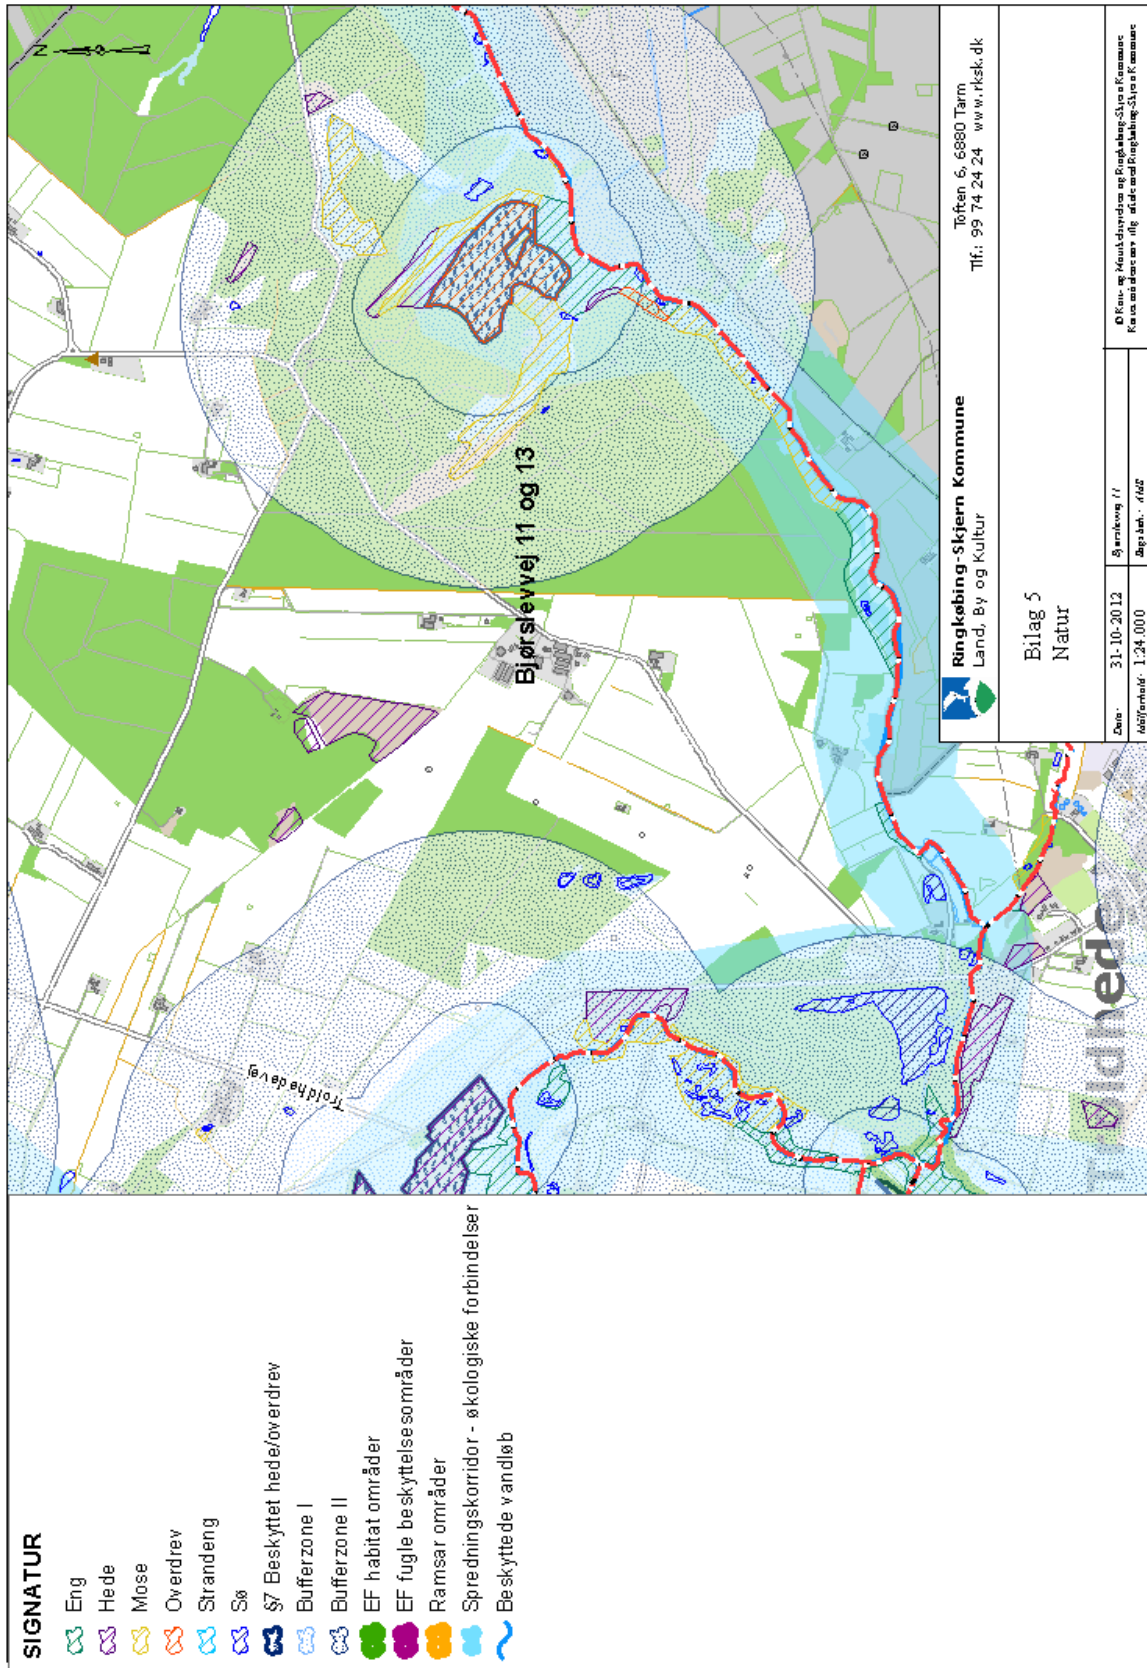 SIGNATUR
Eng
Hede
Mose
Overdrev
Strandeng
Sø
§7 Beskyttet hede/overdrev
Bufferzone I
Bufferzone II
EF habitat områder
EF fugle beskyttelsesområder
Ramsar områder
Spredningskorridor - økologiske forbindelser
Beskyttede vandløb
N
Troldhedevej
Bjørslevvej 11 og 13
Troldhede
Ringkøbing-Skjern Kommune
Land, By og Kultur
Toften 6, 6880 Tarm
Tlf.: 99 74 24 24 www.rksk.dk
Bilag 5
Natur
Dato: 31-10-2012
Målforhold: 1:24.000